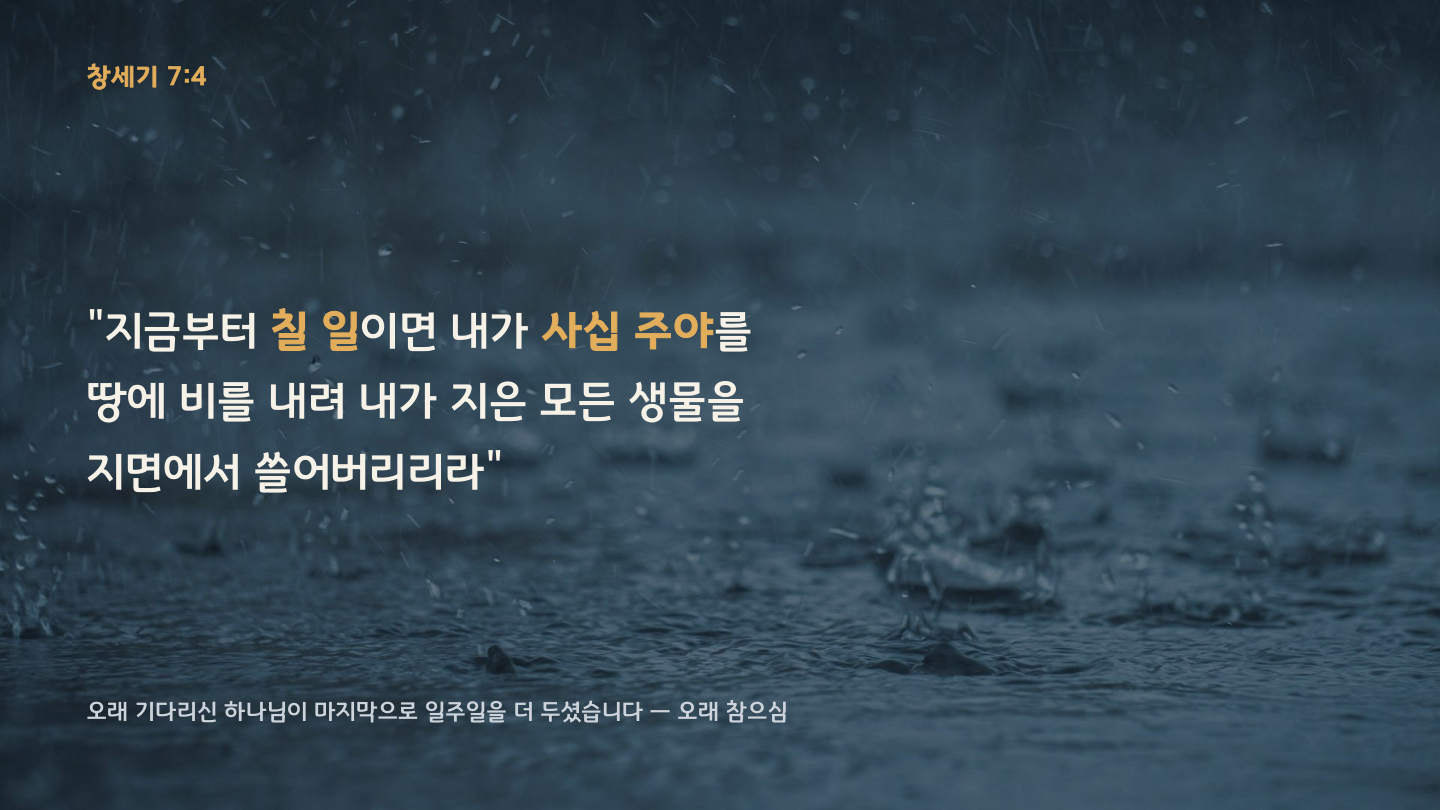 창세기 7:4
"지금부터 칠 일이면 내가 사십 주야를
땅에 비를 내려 내가 지은 모든 생물을
지면에서 쓸어버리리라"
오래 기다리신 하나님이 마지막으로 일주일을 더 두셨습니다 — 오래 참으심